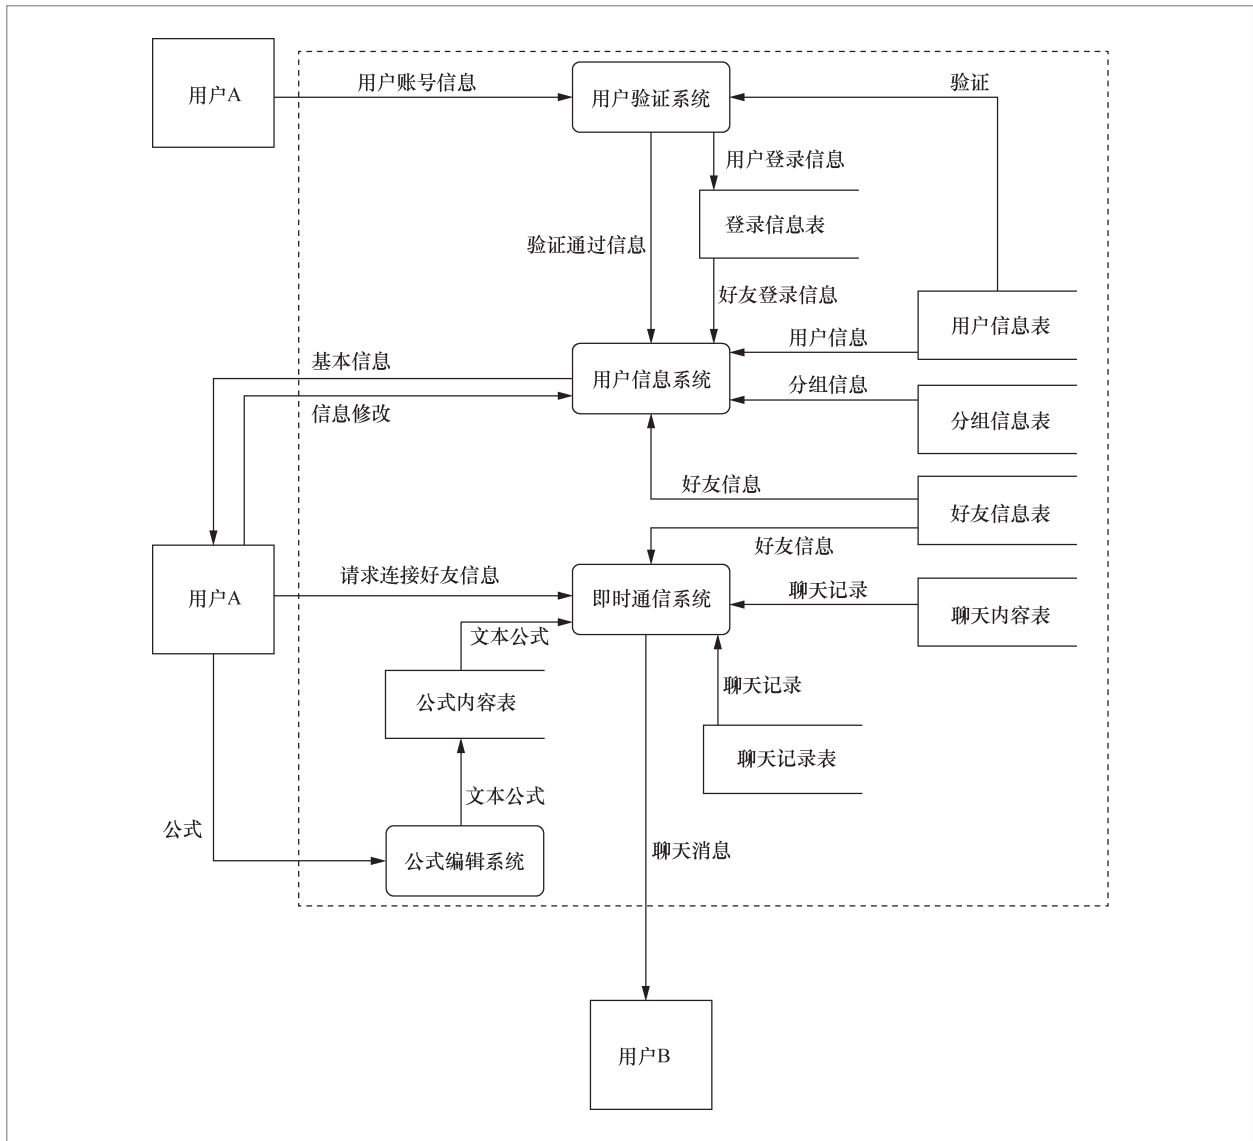 用户A
用户账号信息
用户验证系统
验证
用户登录信息
登录信息表
验证通过信息
好友登录信息
用户信息表
用户信息
基本信息
用户信息系统
分组信息
信息修改
分组信息表
好友信息
好友信息表
好友信息
请求连接好友信息
用户A
即时通信系统
聊天记录
聊天内容表
文本公式
公式内容表
聊天记录
聊天记录表
文本公式
公式
公式编辑系统
聊天消息
用户B